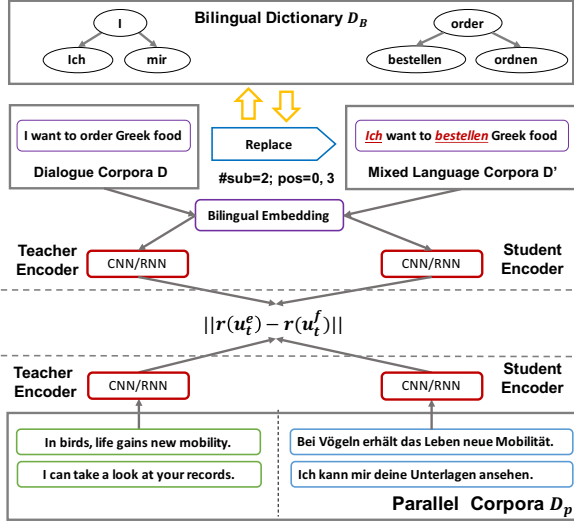 Bilingual Dictionary D_B
I
Ich
mir
order
bestellen
ordnen
I want to order Greek food
Dialogue Corpora D
Replace
#sub=2; pos=0, 3
Ich want to bestellen Greek food
Mixed Language Corpora D'
Bilingual Embedding
Teacher Encoder
CNN/RNN
CNN/RNN
Student Encoder
||r(u_t^e) − r(u_t^f)||
Teacher Encoder
CNN/RNN
CNN/RNN
Student Encoder
In birds, life gains new mobility.
I can take a look at your records.
Bei Vögeln erhält das Leben neue Mobilität.
Ich kann mir deine Unterlagen ansehen.
Parallel Corpora D_p